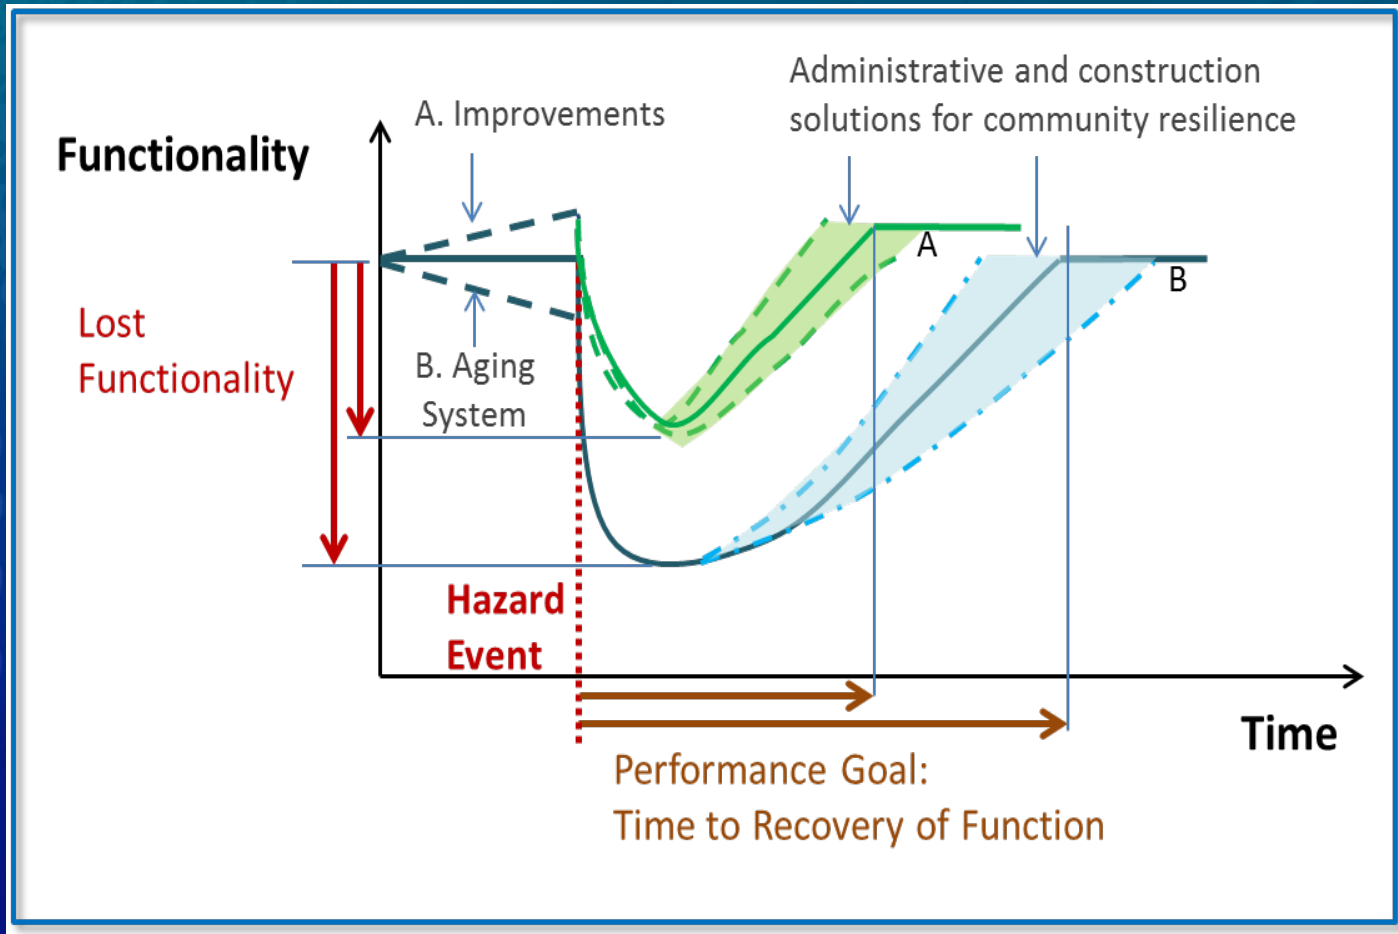 Administrative and construction
solutions for community resilience
A. Improvements
Functionality
A
B
Lost
Functionality
B. Aging
System
Hazard
Event
Time
Performance Goal:
Time to Recovery of Function